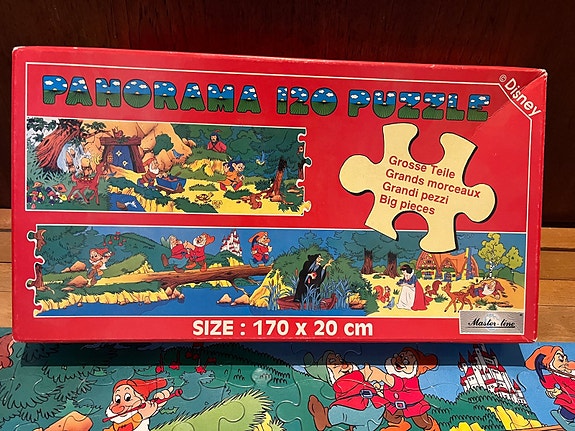 PANORAMA 120 PUZZLE
© Disney
Grosse Teile
Grands morceaux
Grandi pezzi
Big pieces
SIZE : 170 x 20 cm
Master-line